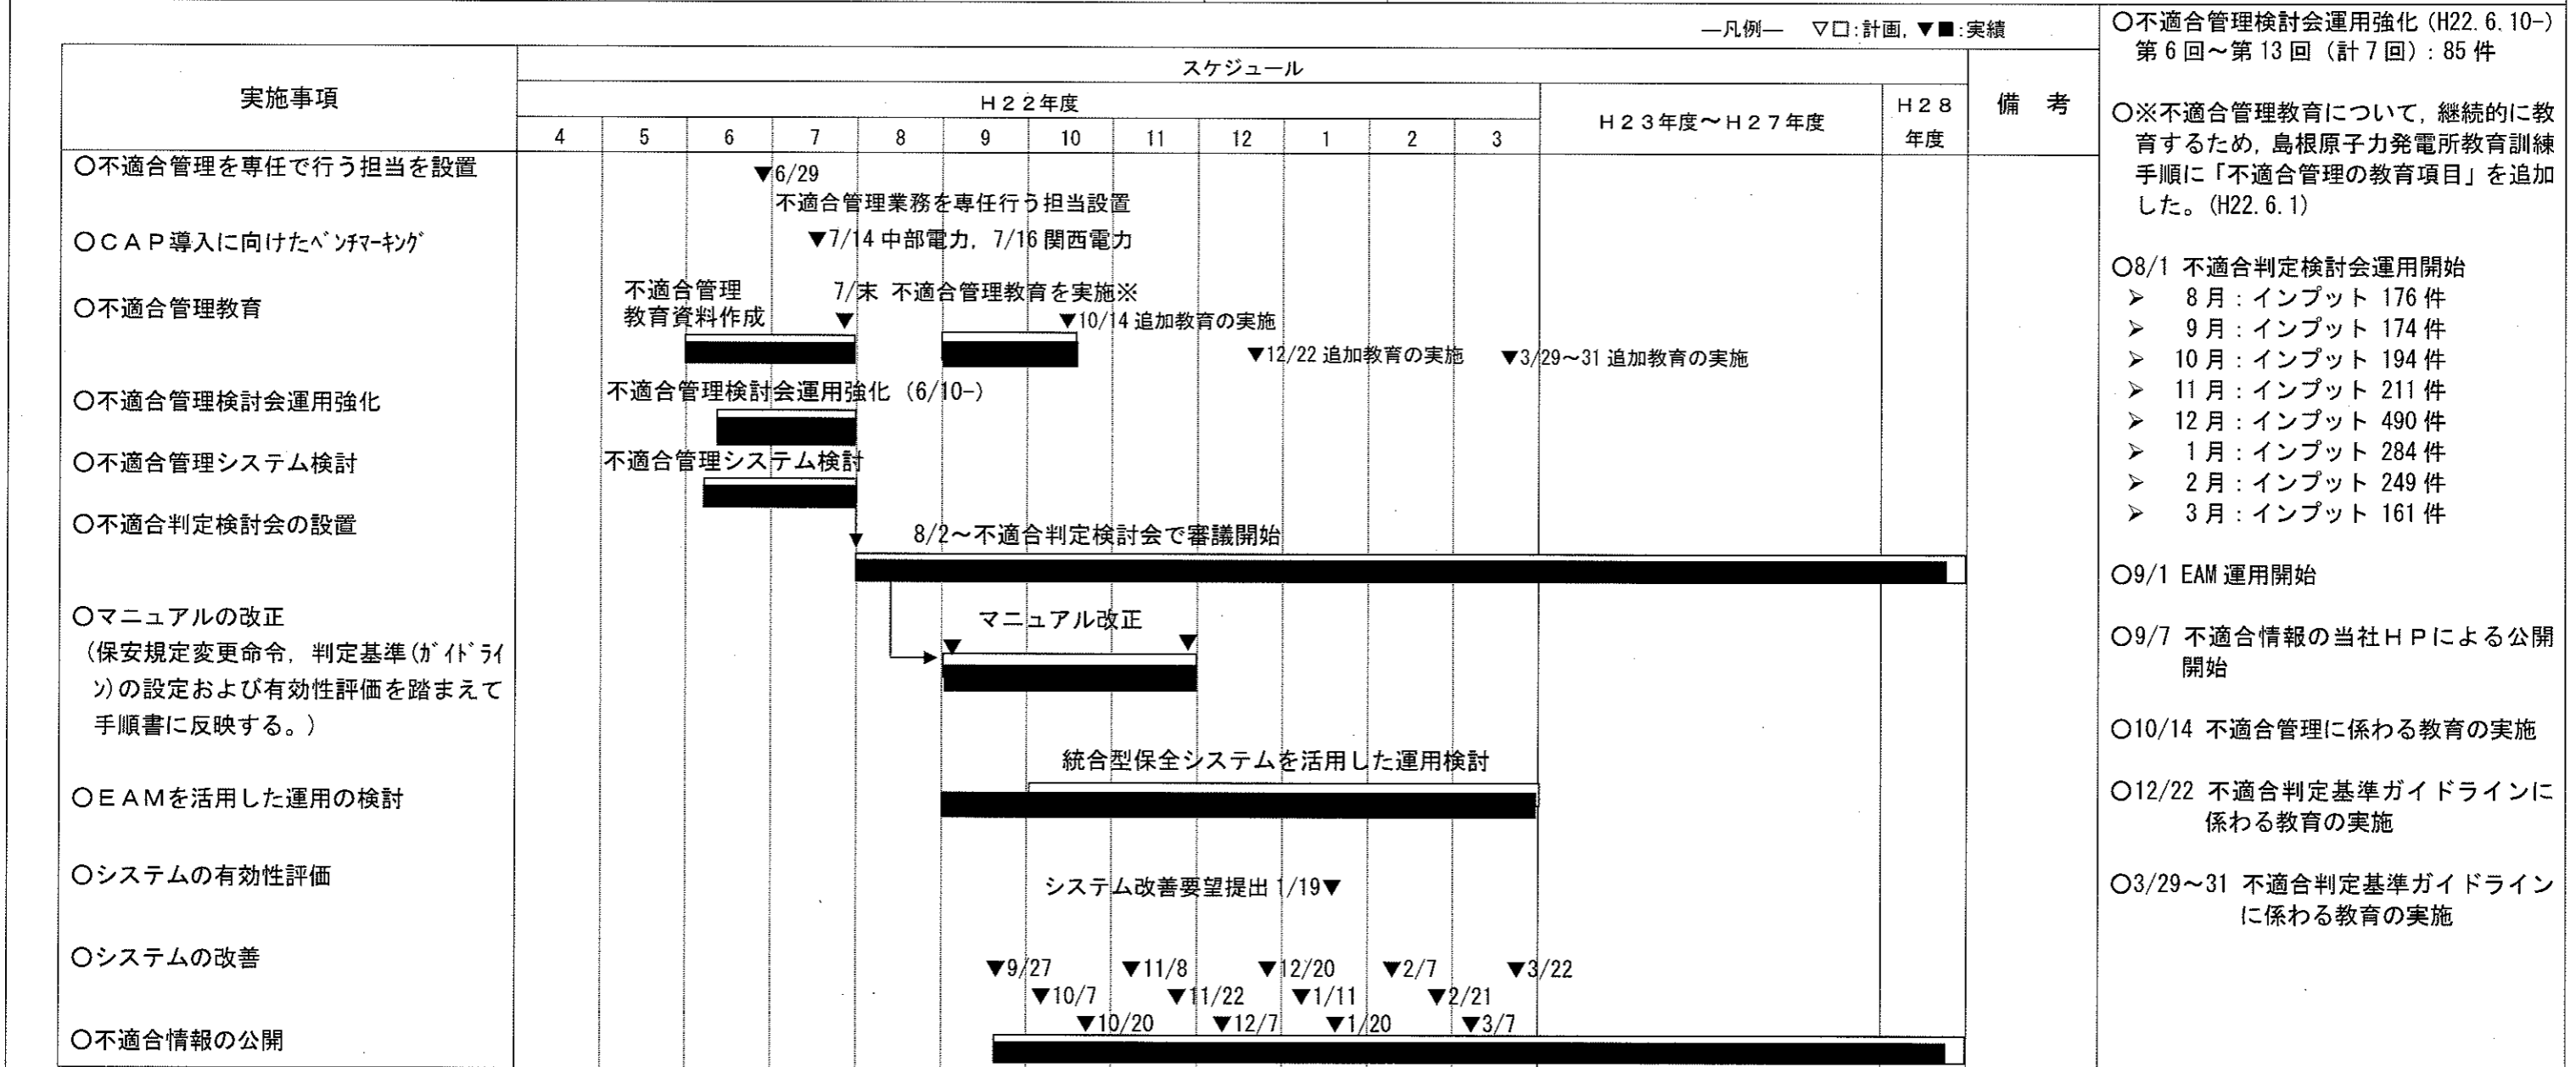 ―凡例― ▽□:計画, ▼■:実績
実施事項
スケジュール
備 考
H22年度
H23年度～H27年度
H28
年度
4 5 6 7 8 9 10 11 12 1 2 3
○不適合管理を専任で行う担当を設置
▼6/29
不適合管理業務を専任行う担当設置
○CAP導入に向けたベンチマーキング
▼7/14 中部電力, 7/16 関西電力
○不適合管理教育
不適合管理
教育資料作成
7/末 不適合管理教育を実施※
▼
▼10/14 追加教育の実施
▼12/22 追加教育の実施
▼3/29～31 追加教育の実施
○不適合管理検討会運用強化
不適合管理検討会運用強化 (6/10-)
○不適合管理システム検討
不適合管理システム検討
○不適合判定検討会の設置
8/2～不適合判定検討会で審議開始
○マニュアルの改正
(保安規定変更命令, 判定基準(ガイドライ
ン)の設定および有効性評価を踏まえて
手順書に反映する。)
マニュアル改正
▼ ▼
○EAMを活用した運用の検討
統合型保全システムを活用した運用検討
○システムの有効性評価
システム改善要望提出 1/19▼
○システムの改善
▼9/27 ▼11/8 ▼12/20 ▼2/7 ▼3/22
▼10/7 ▼11/22 ▼1/11 ▼2/21
▼10/20 ▼12/7 ▼1/20 ▼3/7
○不適合情報の公開
○不適合管理検討会運用強化 (H22.6.10-)
第6回～第13回 (計7回) : 85件
○※不適合管理教育について, 継続的に教
育するため, 島根原子力発電所教育訓練
手順に「不適合管理の教育項目」を追加
した。(H22.6.1)
○8/1 不適合判定検討会運用開始
➢ 8月:インプット 176件
➢ 9月:インプット 174件
➢ 10月:インプット 194件
➢ 11月:インプット 211件
➢ 12月:インプット 490件
➢ 1月:インプット 284件
➢ 2月:インプット 249件
➢ 3月:インプット 161件
○9/1 EAM運用開始
○9/7 不適合情報の当社HPによる公開
開始
○10/14 不適合管理に係わる教育の実施
○12/22 不適合判定基準ガイドラインに
係わる教育の実施
○3/29～31 不適合判定基準ガイドライン
に係わる教育の実施